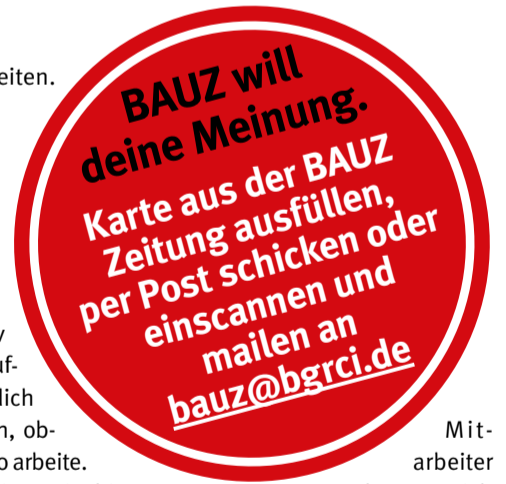 eiten.
BAUZ will
deine Meinung.
Karte aus der BAUZ
Zeitung ausfüllen,
per Post schicken oder
einscannen und
mailen an
bauz@bgrci.de
uf-
lich
n, ob-
o arbeite.
Mit-
arbeiter